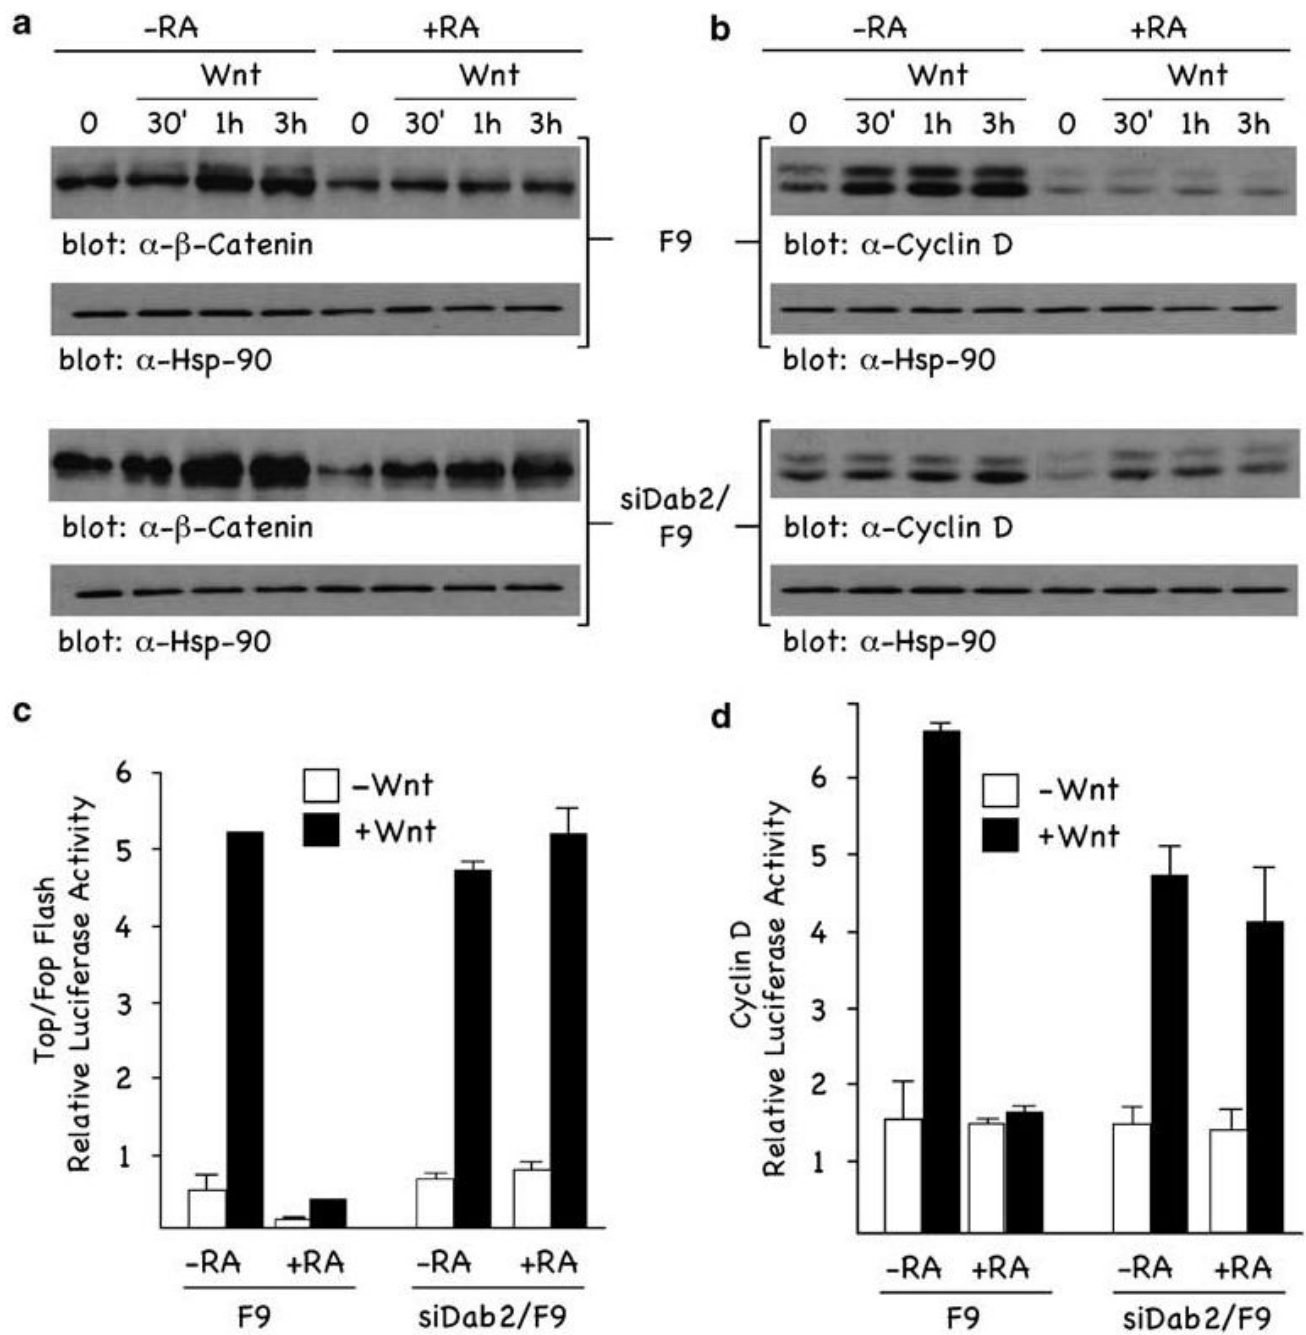 a
-RA +RA
Wnt Wnt
0 30' 1h 3h 0 30' 1h 3h
blot: α-β-Catenin
blot: α-Hsp-90
F9
b
-RA +RA
Wnt Wnt
0 30' 1h 3h 0 30' 1h 3h
blot: α-Cyclin D
blot: α-Hsp-90
blot: α-β-Catenin
blot: α-Hsp-90
siDab2/
F9
blot: α-Cyclin D
blot: α-Hsp-90
c
Top/Fop Flash
Relative Luciferase Activity
6
5
4
3
2
1
-Wnt
+Wnt
-RA +RA -RA +RA
F9 siDab2/F9
d
Cyclin D
Relative Luciferase Activity
6
5
4
3
2
1
-Wnt
+Wnt
-RA +RA -RA +RA
F9 siDab2/F9